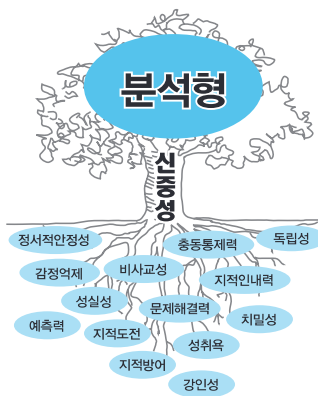 분석형
신중성
정서적안정성
충동통제력
독립성
감정억제
비사교성
지적인내력
성실성
문제해결력
치밀성
예측력
지적도전
성취욕
지적방어
강인성